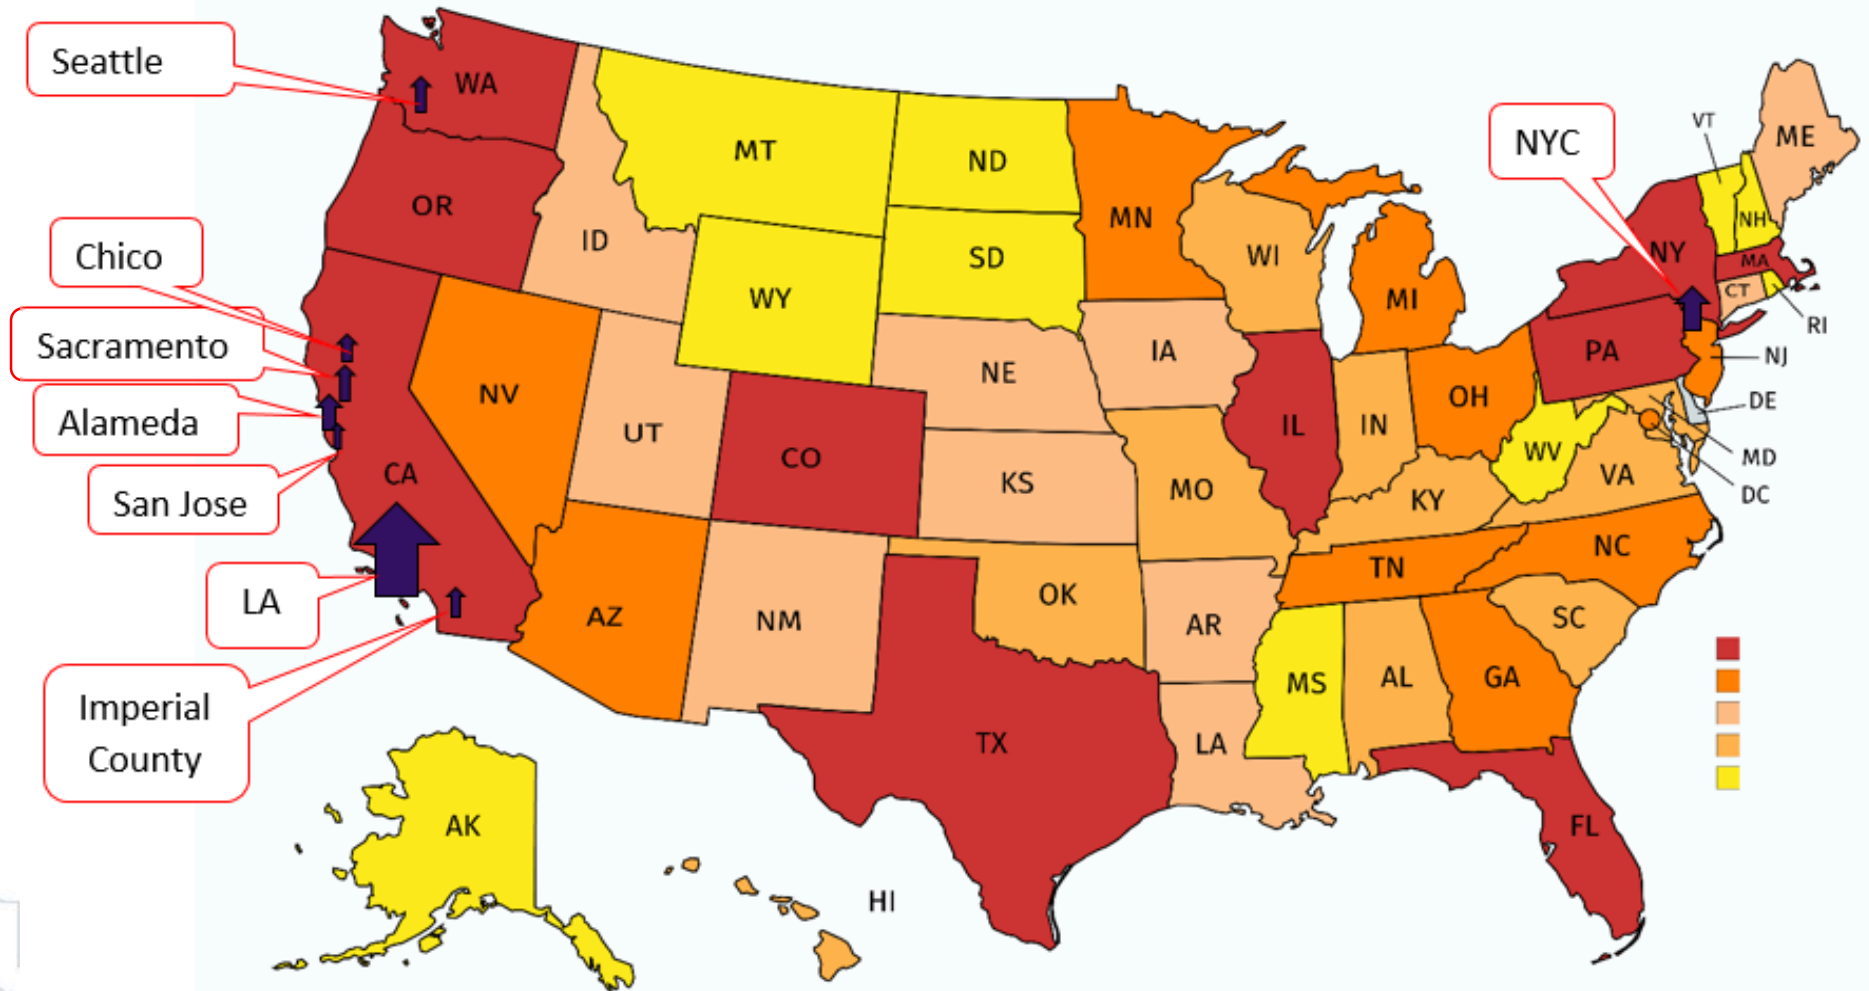 Seattle
WA
MT
ND
MN
NYC
VT
ME
OR
ID
SD
WI
NH
NY
MA
Chico
WY
MI
CT
RI
Sacramento
NV
NE
IA
PA
NJ
Alameda
UT
CO
IL
IN
OH
DE
CA
KS
MO
KY
WV
VA
MD
San Jose
DC
LA
AZ
NM
OK
AR
TN
NC
SC
Imperial
County
TX
LA
MS
AL
GA
AK
HI
FL